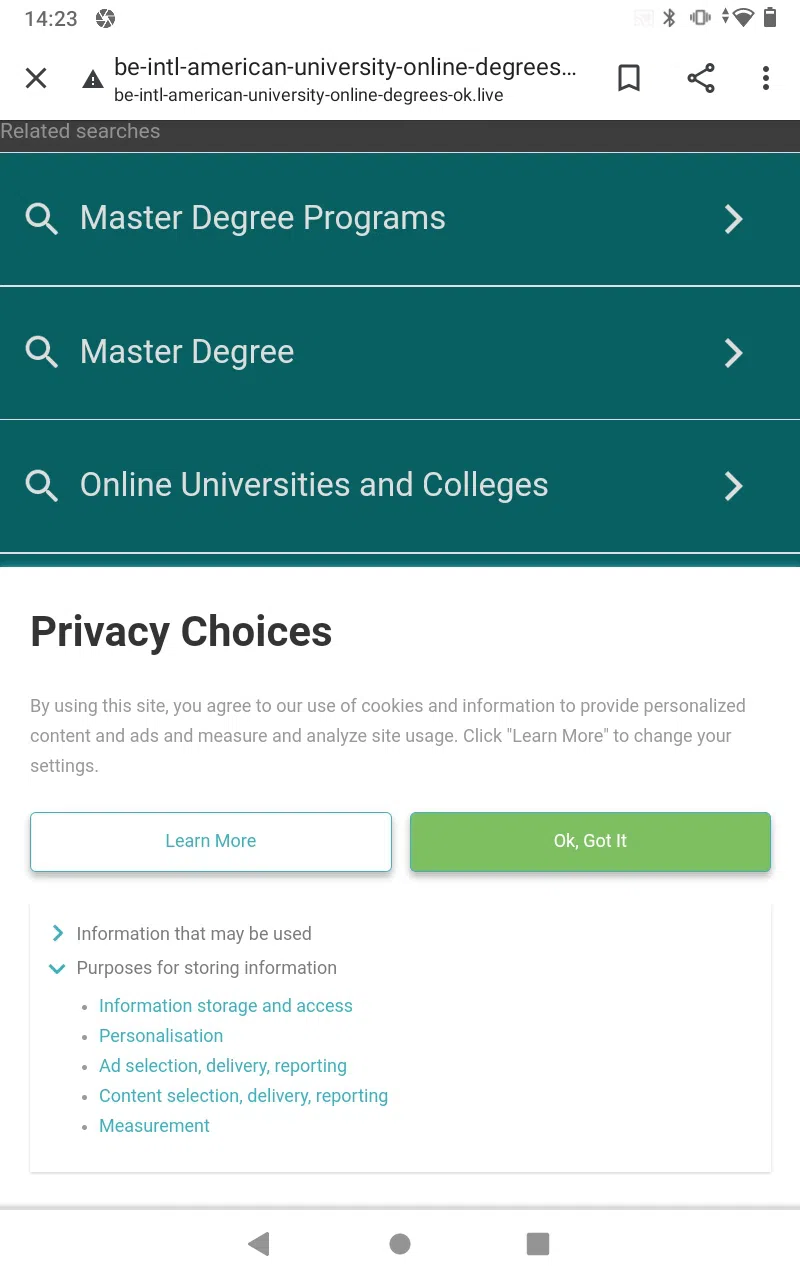 14:23
be-intl-american-university-online-degrees...
be-intl-american-university-online-degrees-ok.live
Related searches
Master Degree Programs
Master Degree
Online Universities and Colleges
Privacy Choices
By using this site, you agree to our use of cookies and information to provide personalized
content and ads and measure and analyze site usage. Click "Learn More" to change your
settings.
Learn More
Ok, Got It
Information that may be used
Purposes for storing information
• Information storage and access
• Personalisation
• Ad selection, delivery, reporting
• Content selection, delivery, reporting
• Measurement